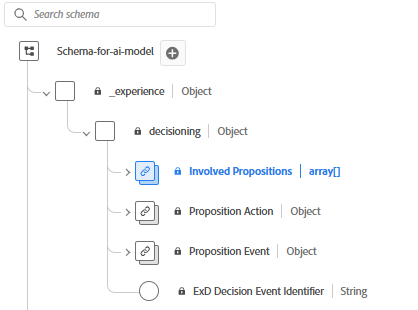 Search schema
Schema-for-ai-model
_experience | Object
decisioning | Object
Involved Propositions | array[]
Proposition Action | Object
Proposition Event | Object
ExD Decision Event Identifier | String